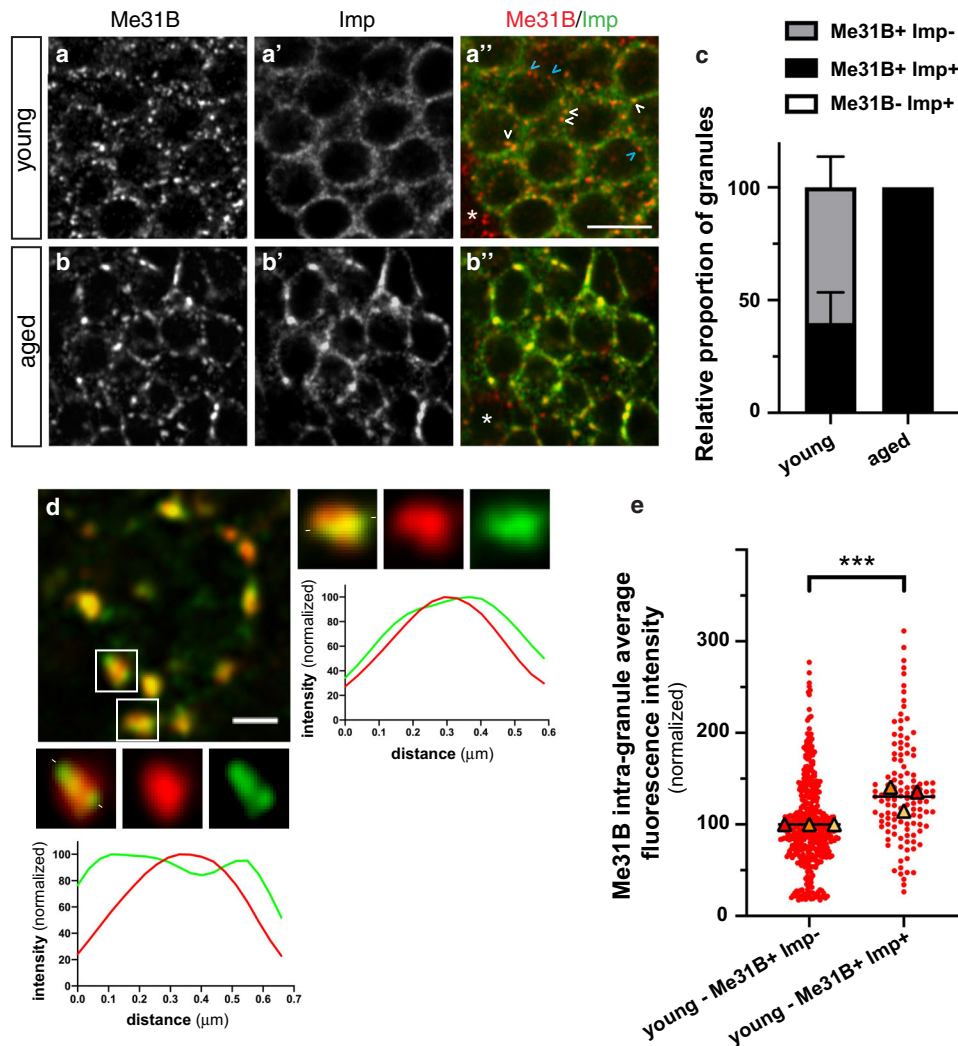 Me31B
Imp
Me31B/Imp
young
a
a'
a''
*
aged
b
b'
b''
*
c
Me31B+ Imp-
Me31B+ Imp+
Me31B- Imp+
Relative proportion of granules
100
50
0
young
aged
d
intensity (normalized)
100
80
60
40
20
0
0.0 0.1 0.2 0.3 0.4 0.5 0.6
distance (μm)
intensity (normalized)
100
80
60
40
20
0
0.0 0.1 0.2 0.3 0.4 0.5 0.6 0.7
distance (μm)
e
Me31B intra-granule average
fluorescence intensity
(normalized)
***
300
200
100
0
young - Me31B+ Imp-
young - Me31B+ Imp+